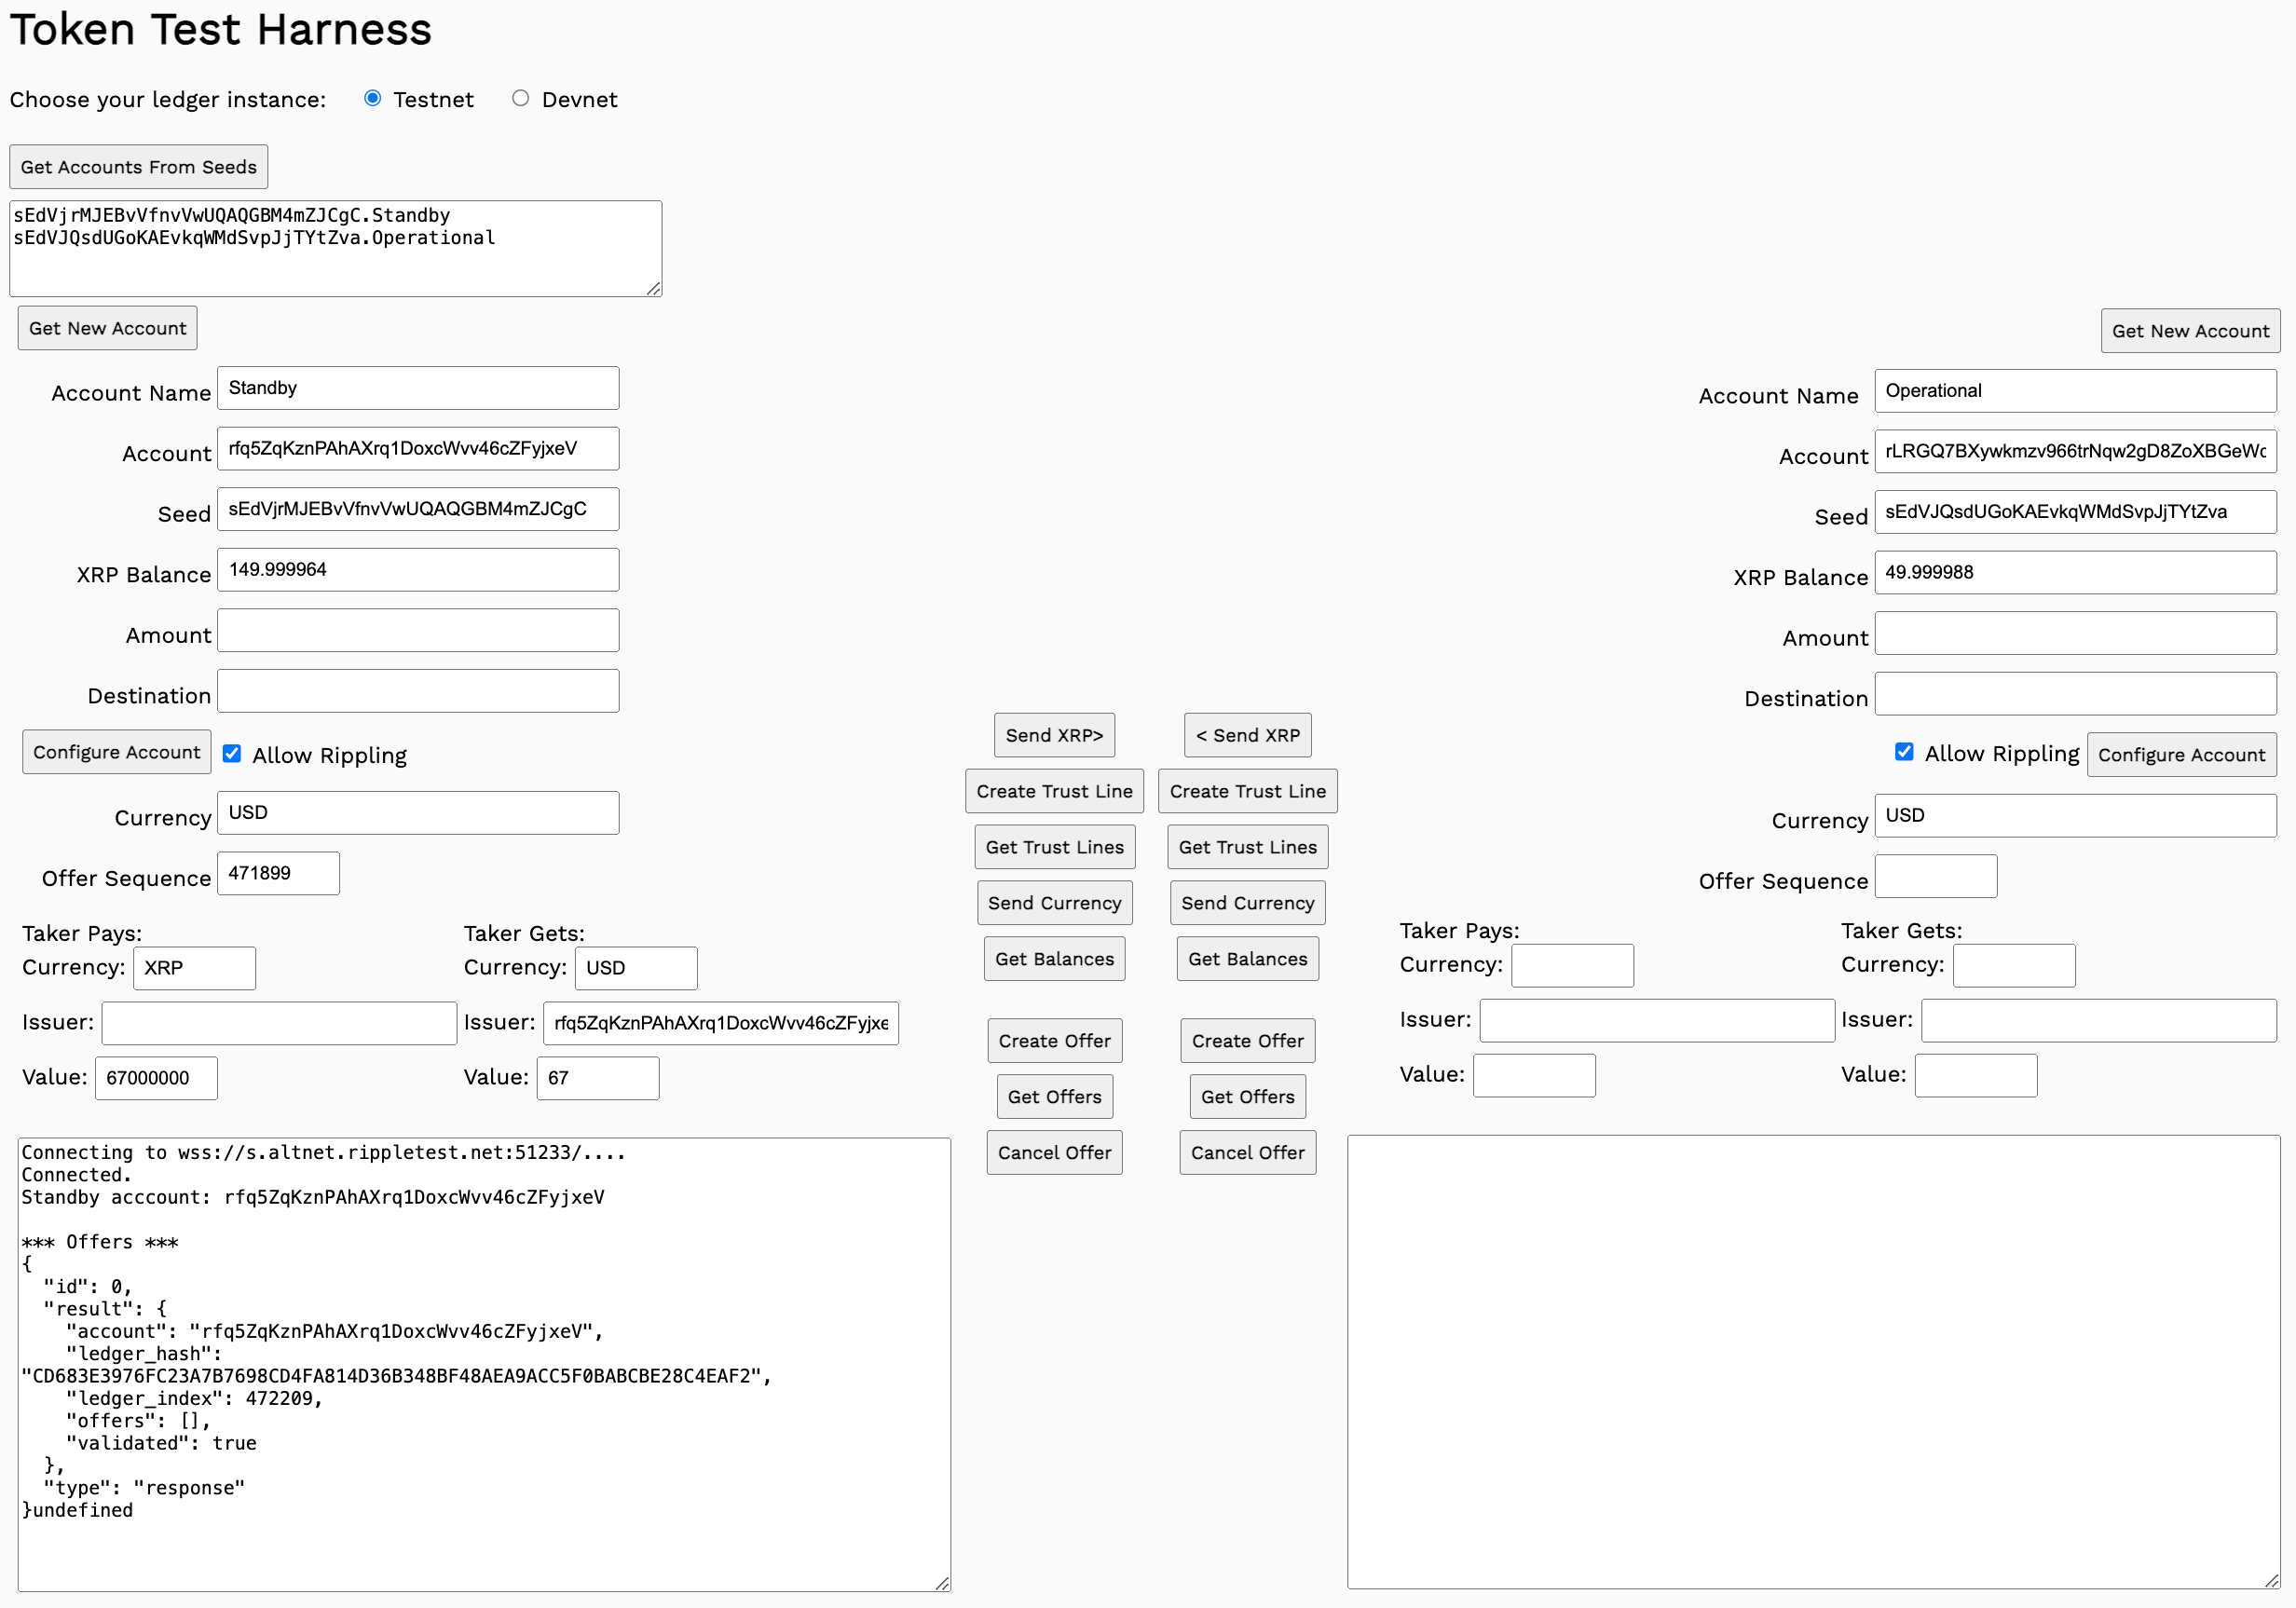 Token Test Harness
Choose your ledger instance: Testnet Devnet
Get Accounts From Seeds
sEdVjrMJEBvVfnvVwUQAQGBM4mZJCgC.Standby
sEdVJQsdUGoKAEvkqWMdSvpJjTYtZva.Operational
Get New Account
Account Name Standby
Account rfq5ZqKznPAhAXrq1DoxcWvv46cZFyjxeV
Seed sEdVjrMJEBvVfnvVwUQAQGBM4mZJCgC
XRP Balance 149.999964
Amount
Destination
Configure Account Allow Rippling
Currency USD
Offer Sequence 471899
Taker Pays: Taker Gets:
Currency: XRP Currency: USD
Issuer: Issuer: rfq5ZqKznPAhAXrq1DoxcWvv46cZFyjxe
Value: 67000000 Value: 67
Connecting to wss://s.altnet.rippletest.net:51233/....
Connected.
Standby acccount: rfq5ZqKznPAhAXrq1DoxcWvv46cZFyjxeV
*** Offers ***
{
"id": 0,
"result": {
"account": "rfq5ZqKznPAhAXrq1DoxcWvv46cZFyjxeV",
"ledger_hash":
"CD683E3976FC23A7B7698CD4FA814D36B348BF48AEA9ACC5F0BABCBE28C4EAF2",
"ledger_index": 472209,
"offers": [],
"validated": true
},
"type": "response"
}undefined
Send XRP> < Send XRP
Create Trust Line Create Trust Line
Get Trust Lines Get Trust Lines
Send Currency Send Currency
Get Balances Get Balances
Create Offer Create Offer
Get Offers Get Offers
Cancel Offer Cancel Offer
Get New Account
Account Name Operational
Account rLRGQ7BXywkmzv966trNqw2gD8ZoXBGeWc
Seed sEdVJQsdUGoKAEvkqWMdSvpJjTYtZva
XRP Balance 49.999988
Amount
Destination
Allow Rippling Configure Account
Currency USD
Offer Sequence
Taker Pays: Taker Gets:
Currency: Currency:
Issuer: Issuer:
Value: Value: